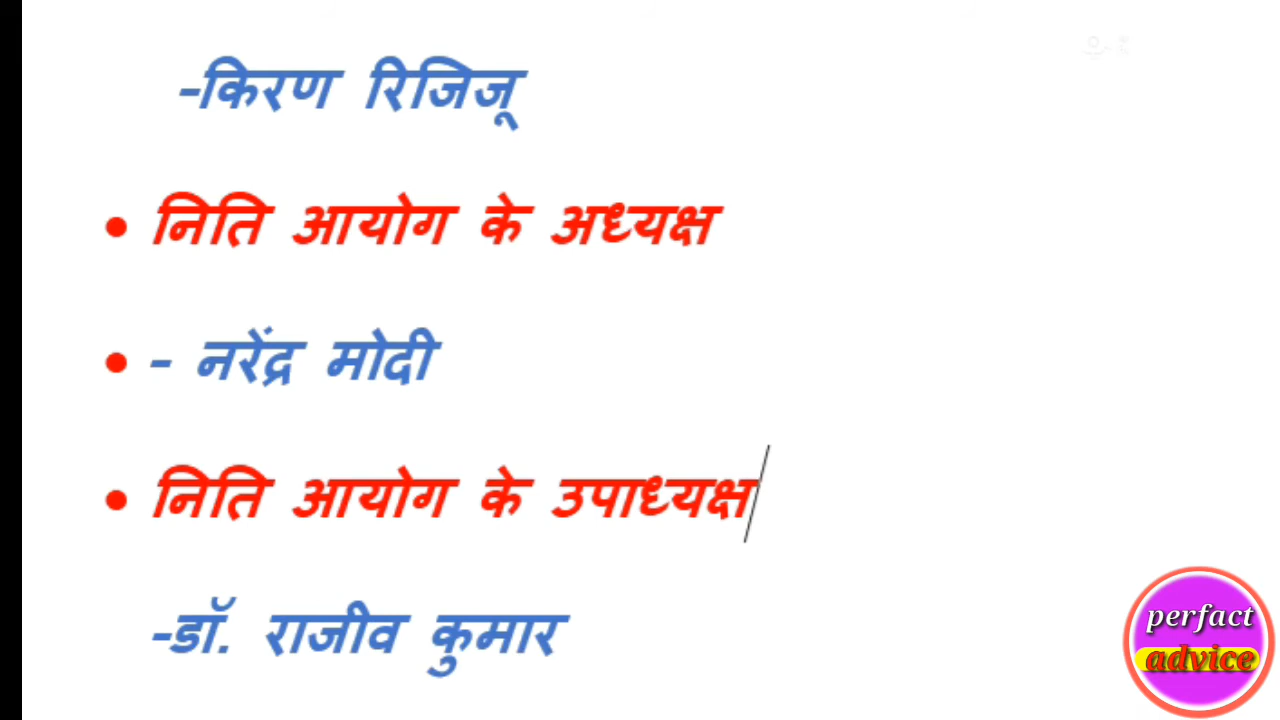 -किरण रिजिजू
• निति आयोग के अध्यक्ष
• - नरेंद्र मोदी
• निति आयोग के उपाध्यक्ष
-डॉ. राजीव कुमार
perfact
advice